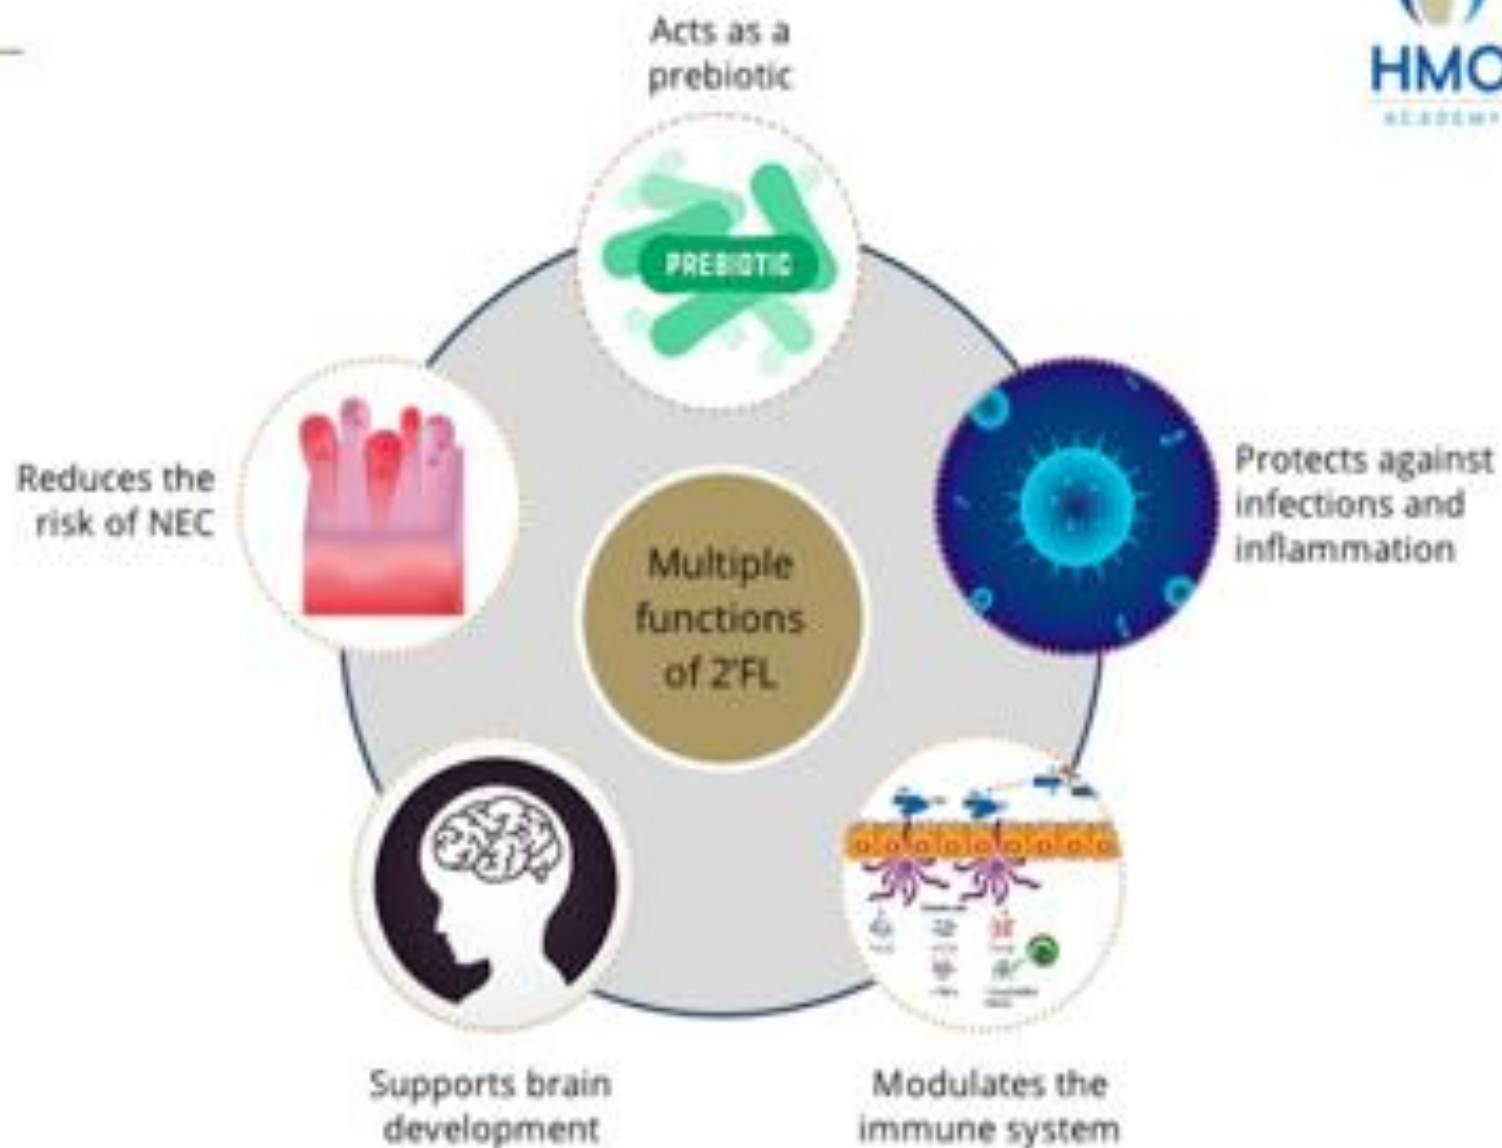 Acts as a
prebiotic
HMO
ACADEMY
PREBIOTIC
Protects against
infections and
inflammation
Reduces the
risk of NEC
Multiple
functions
of 2'FL
Supports brain
development
Modulates the
immune system